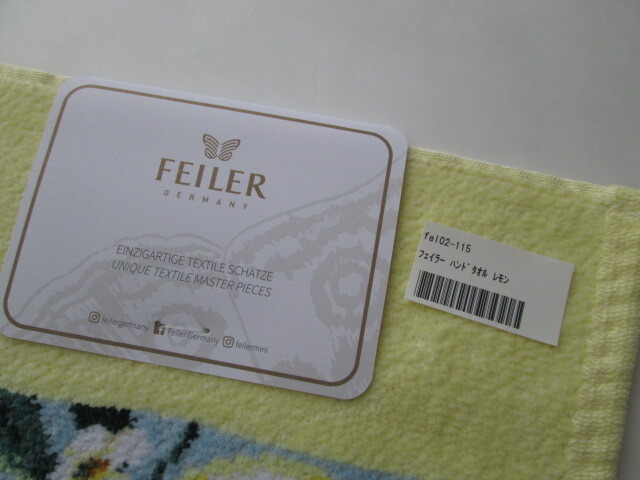 FEILER
GERMANY
EINZIGARTIGE TEXTILE SCHÄTZE
UNIQUE TEXTILE MASTER PIECES
feilergermany FeilerGermany feilermini
fel02-115
フェイラー ハンドタオル レモン